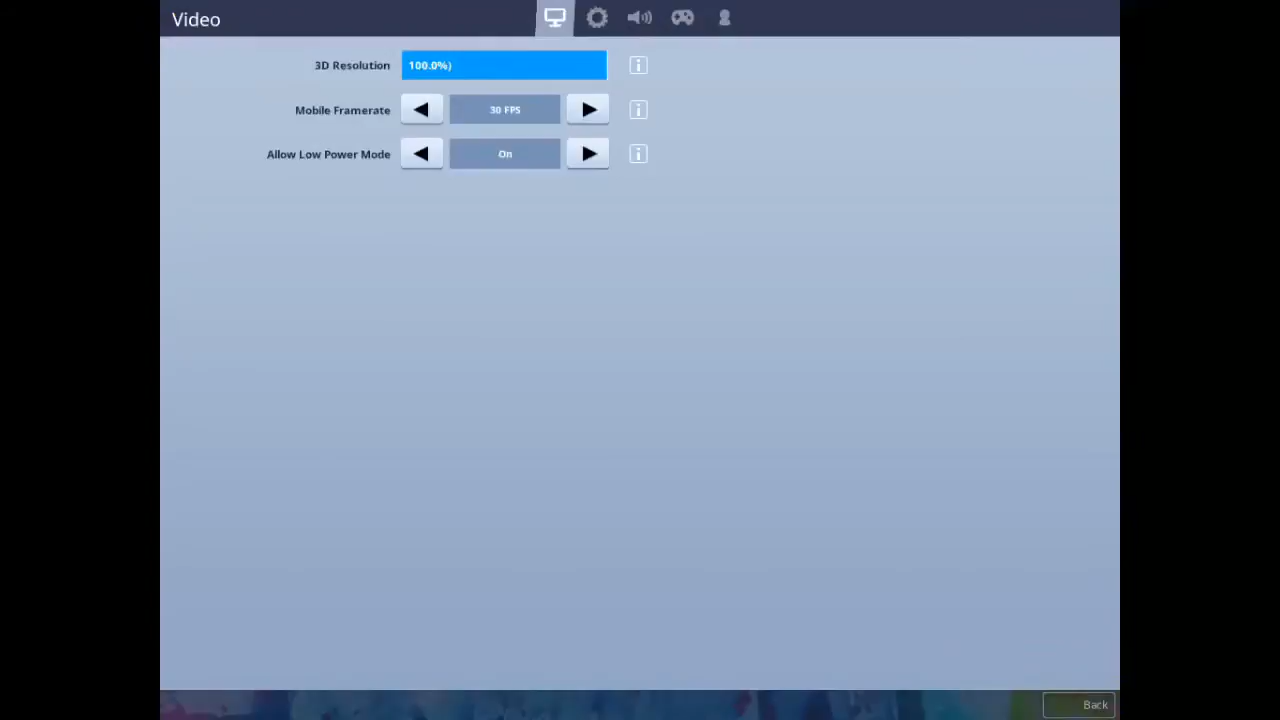 Video
3D Resolution 100.0%)
Mobile Framerate 30 FPS
Allow Low Power Mode On
Back